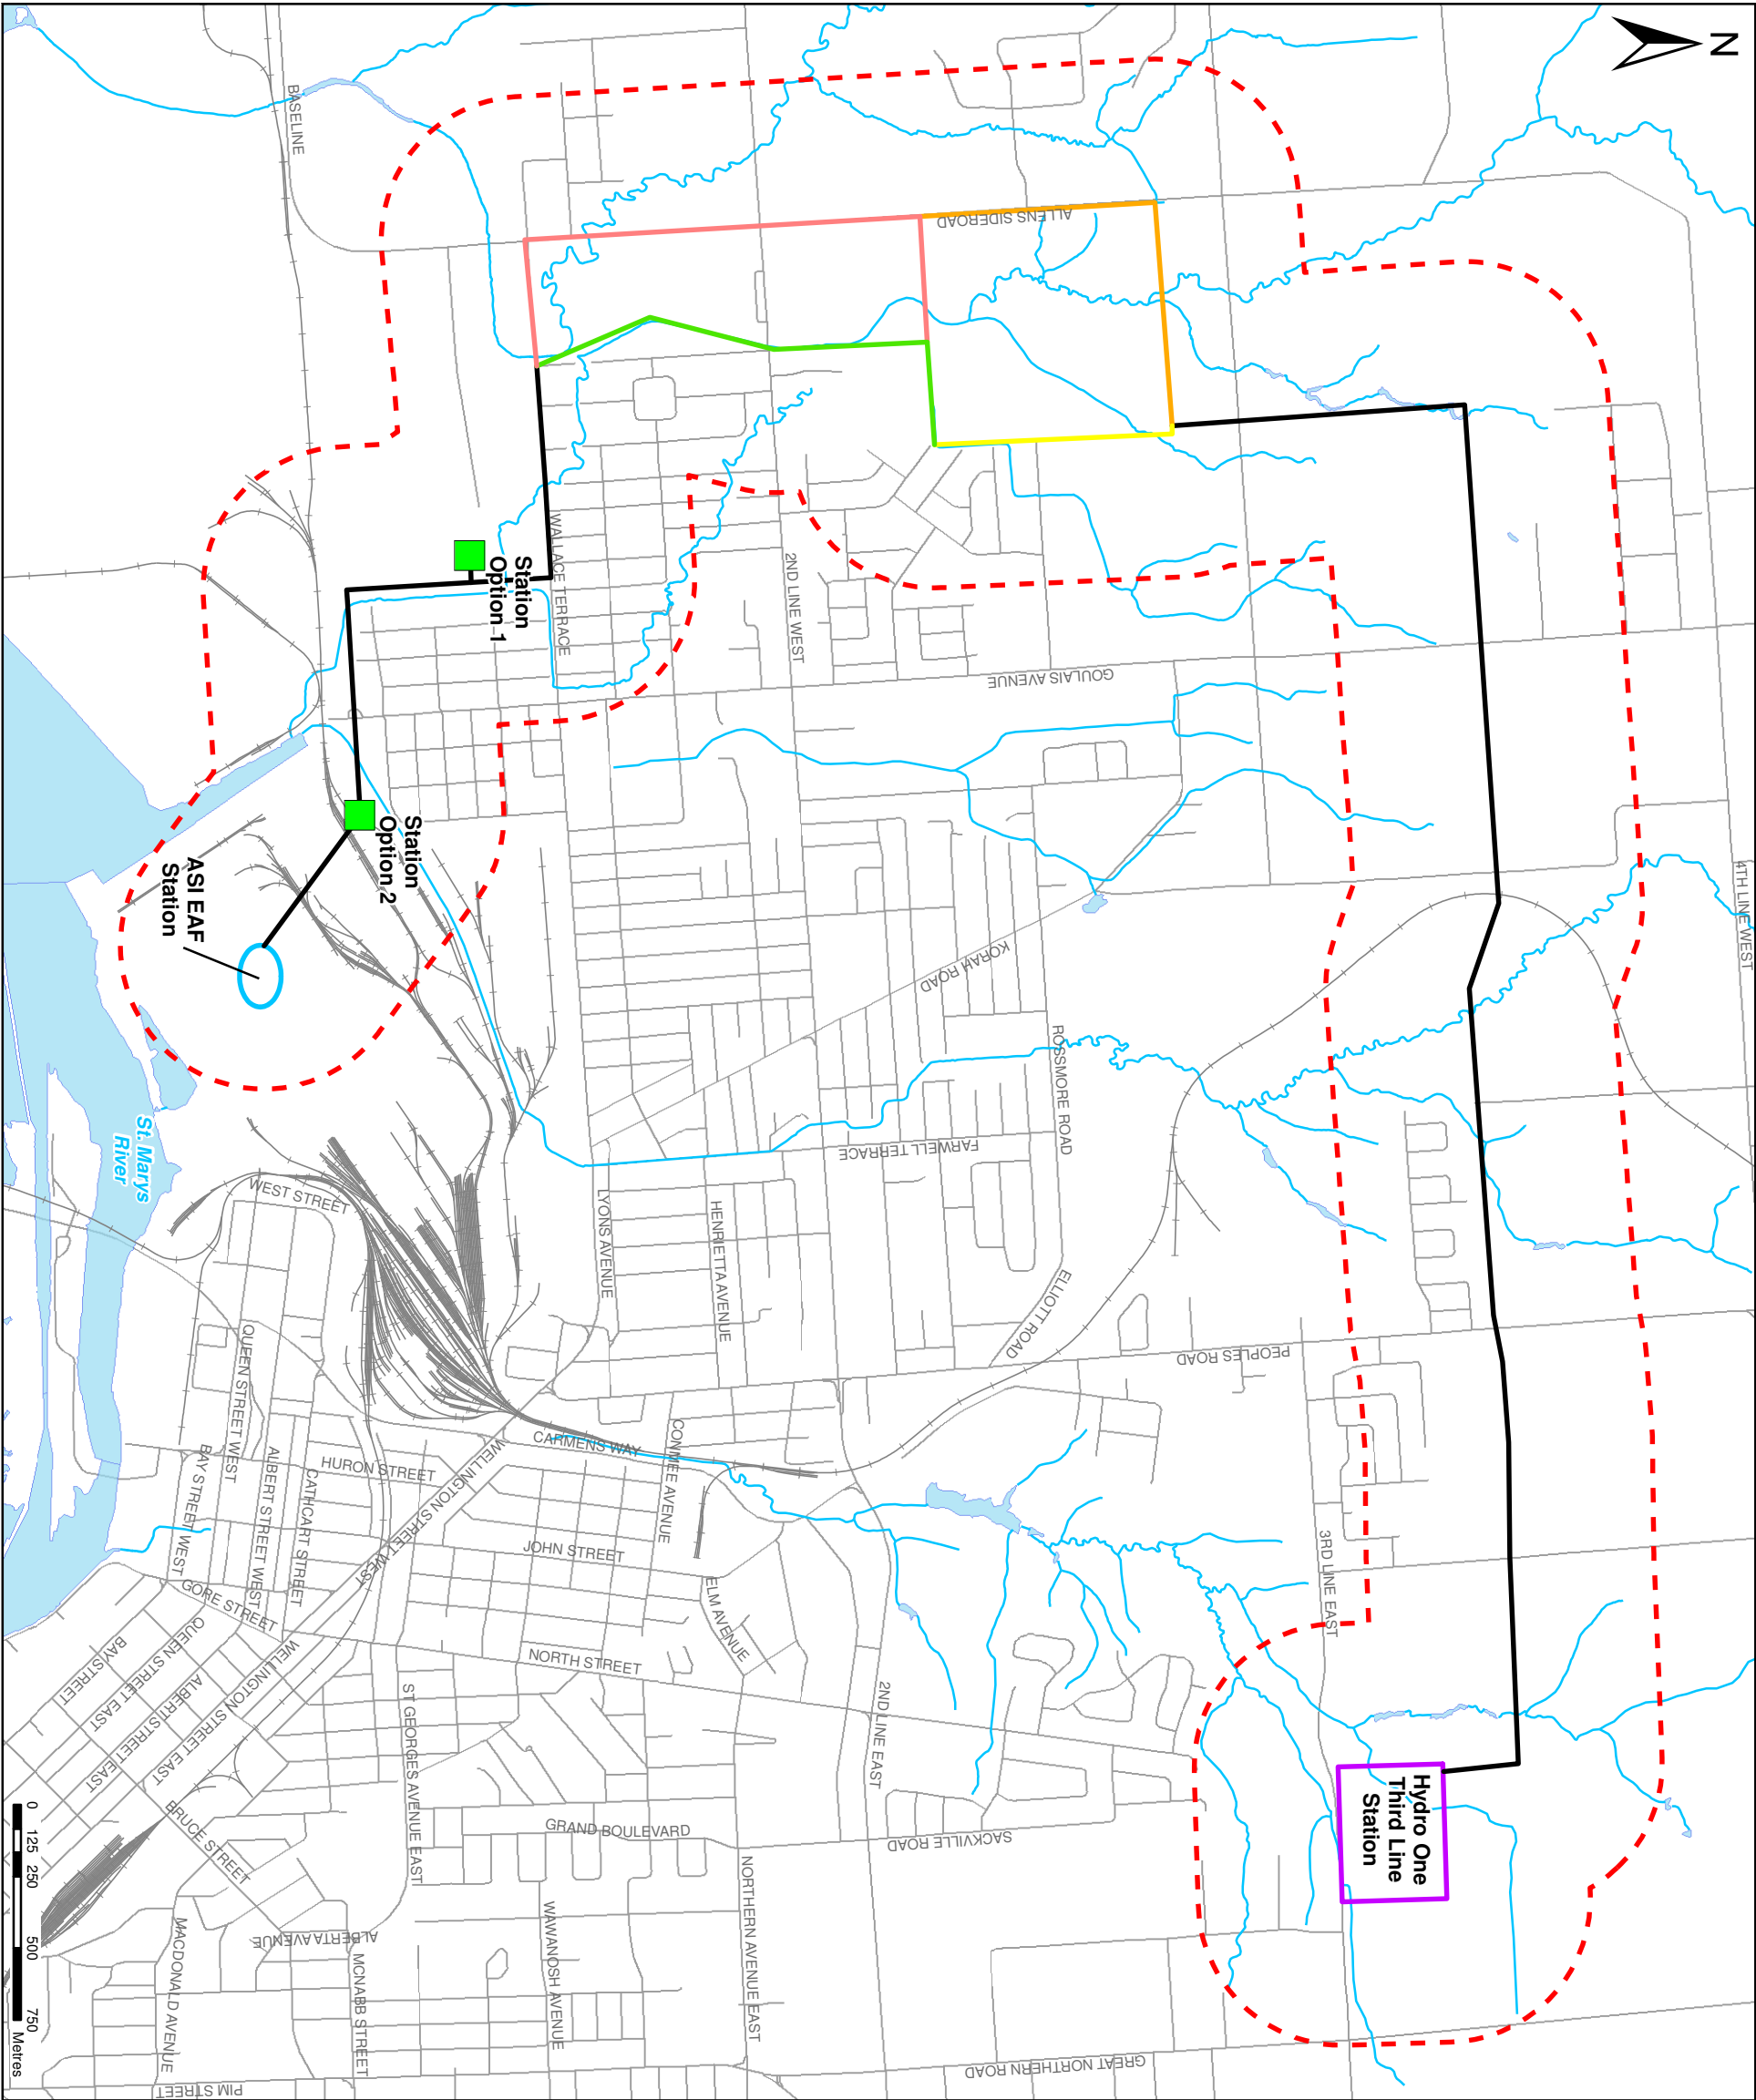 N
4TH LINE WEST
BASELINE
ALLENS SIDEROAD
WALLACE TERRACE
2ND LINE WEST
GOULAIS AVENUE
Station
Option 1
Station
Option 2
ASI EAF
Station
KORAH ROAD
ROSSMORE ROAD
FARWELL TERRACE
St. Marys
River
WEST STREET
LYONS AVENUE
HENRIETTA AVENUE
ELLIOTT ROAD
PEOPLES ROAD
QUEEN STREET WEST
BAY STREET WEST
ALBERT STREET WEST
CATHCART STREET
HURON STREET
WELLINGTON STREET WEST
CARMENS WAY
CONMEE AVENUE
JOHN STREET
3RD LINE EAST
GORE STREET
ELM AVENUE
NORTH STREET
BAY STREET
QUEEN STREET EAST
ALBERT STREET EAST
WELLINGTON STREET EAST
ST GEORGES AVENUE EAST
2ND LINE EAST
Hydro One
Third Line
Station
BRUCE STREET
GRAND BOULEVARD
SACKVILLE ROAD
NORTHERN AVENUE EAST
WAWANOSH AVENUE
ALBERTA AVENUE
MCNABB STREET
MACDONALD AVENUE
GREAT NORTHERN ROAD
PIM STREET
0 125 250 500 750
Metres